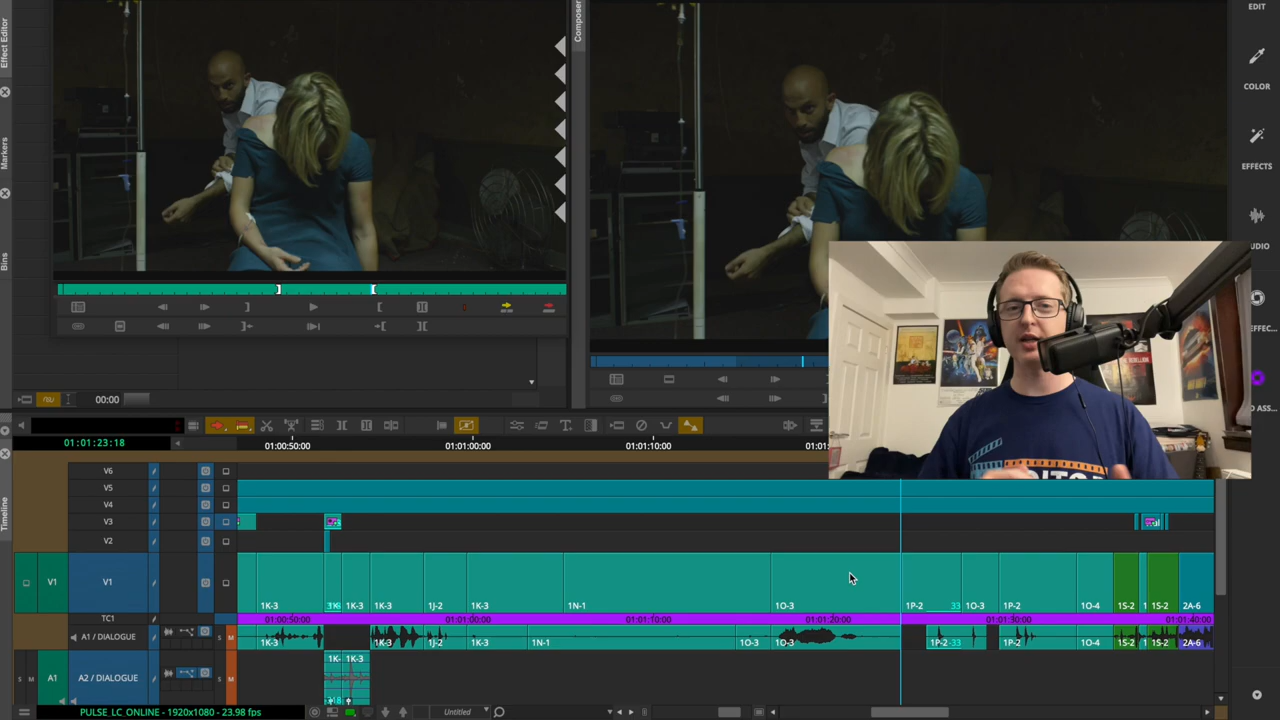 Effect Editor
Markers
Bins
Composer
EDIT
COLOR
EFFECTS
00:00
01:01:23:18
01:00:50:00
01:01:00:00
01:01:10:00
V6
V5
V4
V3
V2
V1
V1
1K-3
1K-3
1K-3
1J-2
1K-3
1N-1
1O-3
1P-2
33
1O-3
1P-2
1O-4
1S-2
1S-2
2A-6
TC1
01:00:50:00
01:01:00:00
01:01:10:00
01:01:20:00
01:01:30:00
01:01:40:00
A1 / DIALOGUE
S
M
1K-3
1K-3
1J-2
1K-3
1N-1
1O-3
1O-3
1P-2
33
1P-2
1O-4
1S-2
1S-2
2A-6
Timeline
S
M
A1
A2 / DIALOGUE
S
M
1K-
1K-3
PULSE_LC_ONLINE - 1920x1080 - 23.98 fps
Untitled